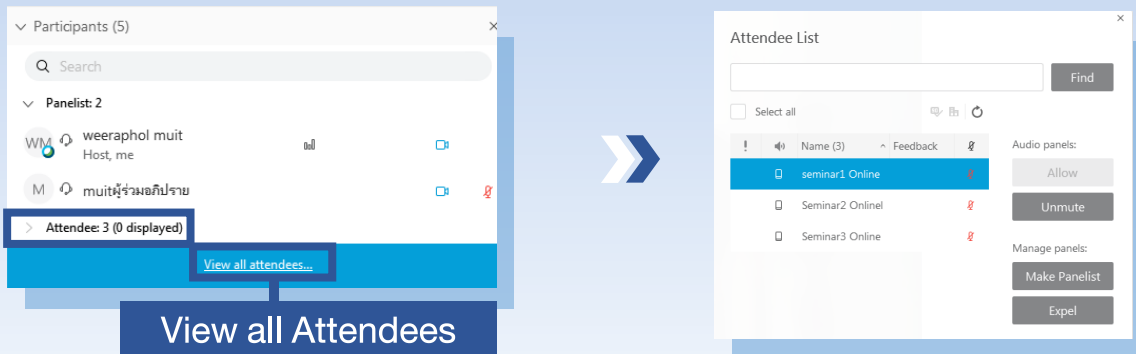 Participants (5)
Search
Panelist: 2
WM weeraphol muit
Host, me
M muitผู้ร่วมอภิปราย
Attendee: 3 (0 displayed)
View all attendees...
View all Attendees
Attendee List
Find
Select all
! Name (3) Feedback
seminar1 Online
Seminar2 Onlinel
Seminar3 Online
Audio panels:
Allow
Unmute
Manage panels:
Make Panelist
Expel